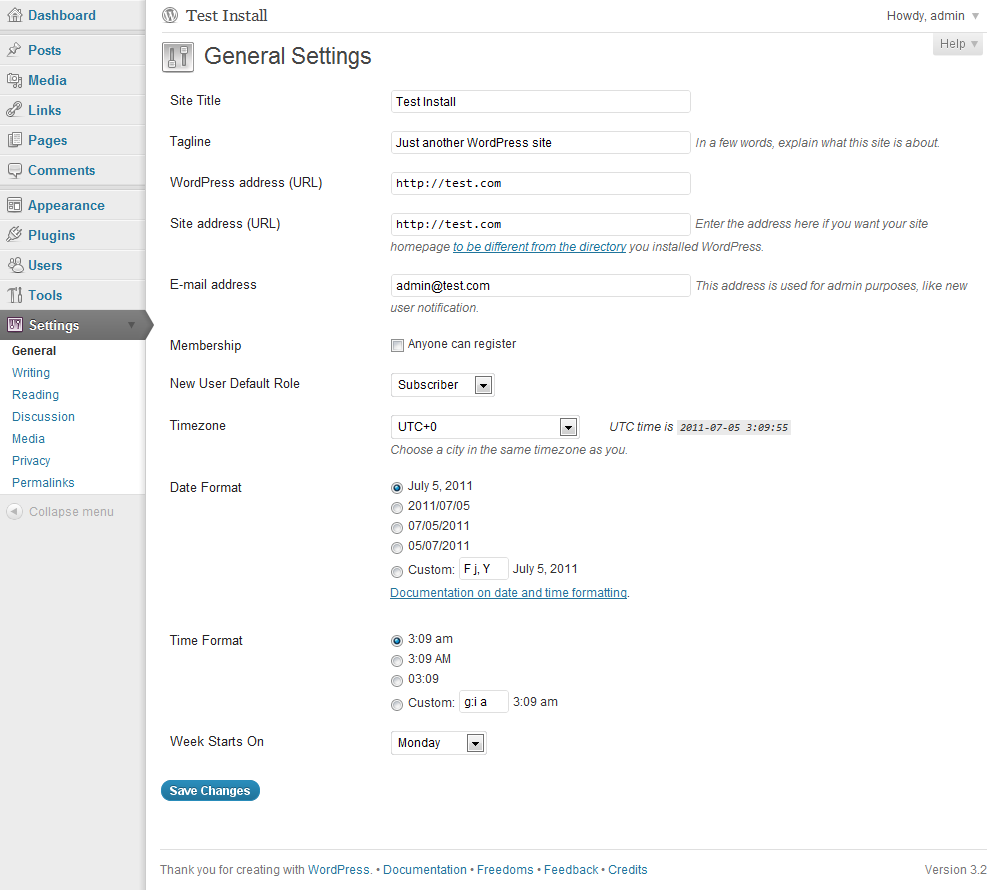 Dashboard
Posts
Media
Links
Pages
Comments
Appearance
Plugins
Users
Tools
Settings
General
Writing
Reading
Discussion
Media
Privacy
Permalinks
Collapse menu
Test Install
Howdy, admin
Help
General Settings
Site Title Test Install
Tagline Just another WordPress site In a few words, explain what this site is about.
WordPress address (URL) http://test.com
Site address (URL) http://test.com Enter the address here if you want your site
homepage to be different from the directory you installed WordPress.
E-mail address admin@test.com This address is used for admin purposes, like new
user notification.
Membership Anyone can register
New User Default Role Subscriber
Timezone UTC+0 UTC time is 2011-07-05 3:09:55
Choose a city in the same timezone as you.
Date Format July 5, 2011
2011/07/05
07/05/2011
05/07/2011
Custom: F j, Y July 5, 2011
Documentation on date and time formatting.
Time Format 3:09 am
3:09 AM
03:09
Custom: g:i a 3:09 am
Week Starts On Monday
Save Changes
Thank you for creating with WordPress. • Documentation • Freedoms • Feedback • Credits Version 3.2